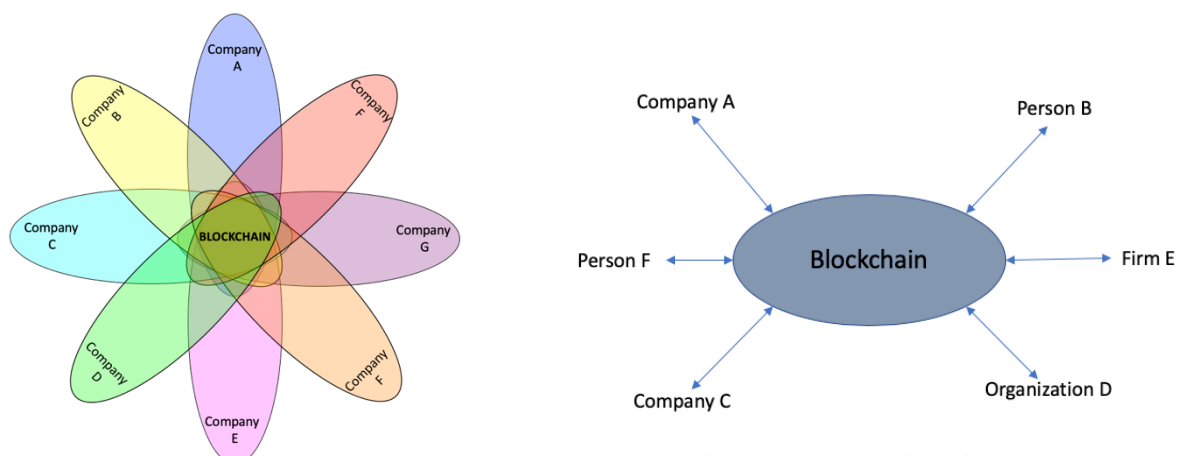 Company
A
Company
B
Company
F
Company
C
BLOCKCHAIN
Company
G
Company
D
Company
F
Company
E
Company A
Person B
Person F
Blockchain
Firm E
Company C
Organization D